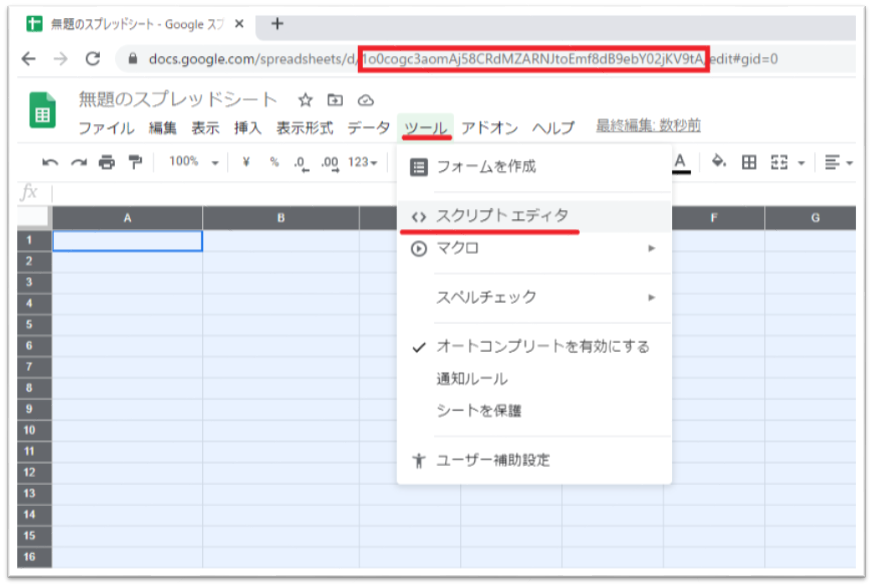 無題のスプレッドシート - Google スプ
docs.google.com/spreadsheets/d/1o0cogc3aomAj58CRdMZARNJtoEmf8dB9ebY02jKV9tA/edit#gid=0
無題のスプレッドシート
ファイル 編集 表示 挿入 表示形式 データ ツール アドオン ヘルプ 最終編集: 数秒前
100% ¥ % .0 .00 123 A
fx
フォームを作成
スクリプト エディタ
マクロ
スペルチェック
オートコンプリートを有効にする
通知ルール
シートを保護
ユーザー補助設定
A B F G
1
2
3
4
5
6
7
8
9
10
11
12
13
14
15
16